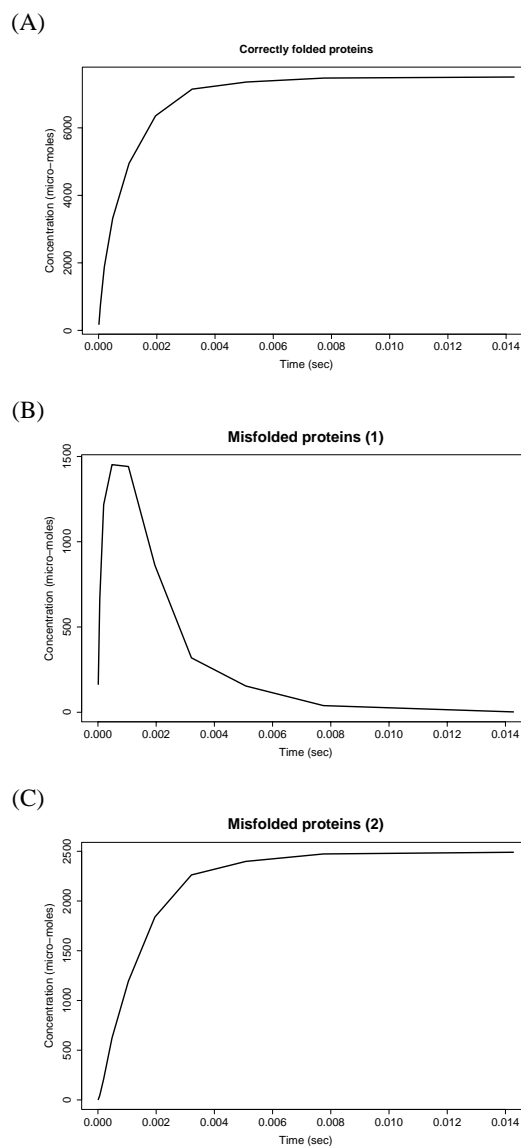 (A)
Correctly folded proteins
Concentration (micro−moles)
6000
4000
2000
0
0.000 0.002 0.004 0.006 0.008 0.010 0.012 0.014
Time (sec)
(B)
Misfolded proteins (1)
Concentration (micro−moles)
1500
1000
500
0
0.000 0.002 0.004 0.006 0.008 0.010 0.012 0.014
Time (sec)
(C)
Misfolded proteins (2)
Concentration (micro−moles)
2500
2000
1500
1000
500
0
0.000 0.002 0.004 0.006 0.008 0.010 0.012 0.014
Time (sec)